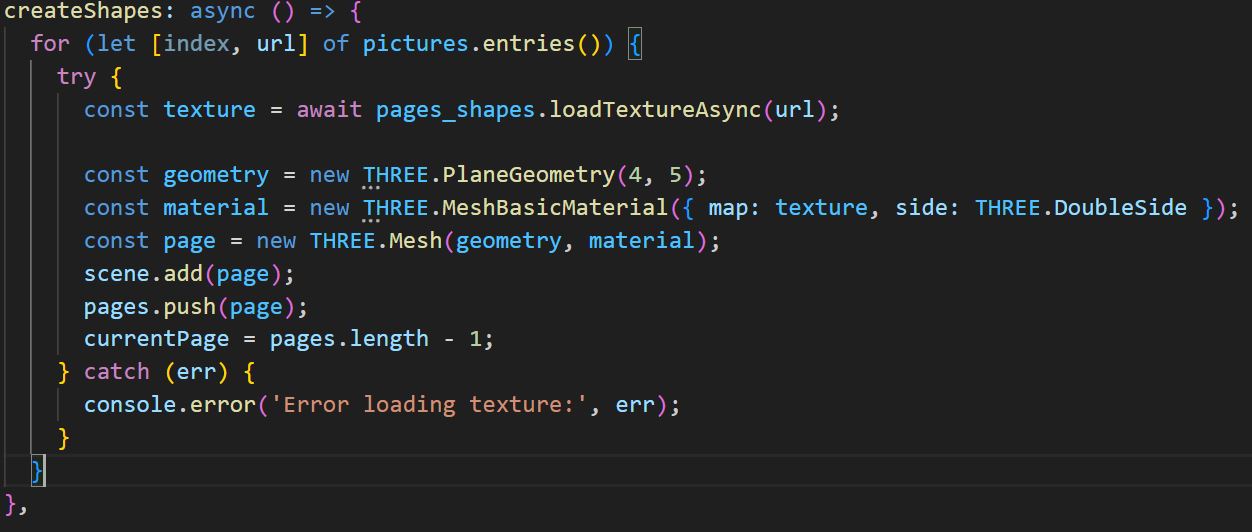 createShapes: async () => {
for (let [index, url] of pictures.entries()) {
try {
const texture = await pages_shapes.loadTextureAsync(url);
const geometry = new THREE.PlaneGeometry(4, 5);
const material = new THREE.MeshBasicMaterial({ map: texture, side: THREE.DoubleSide });
const page = new THREE.Mesh(geometry, material);
scene.add(page);
pages.push(page);
currentPage = pages.length - 1;
} catch (err) {
console.error('Error loading texture:', err);
}
}
},